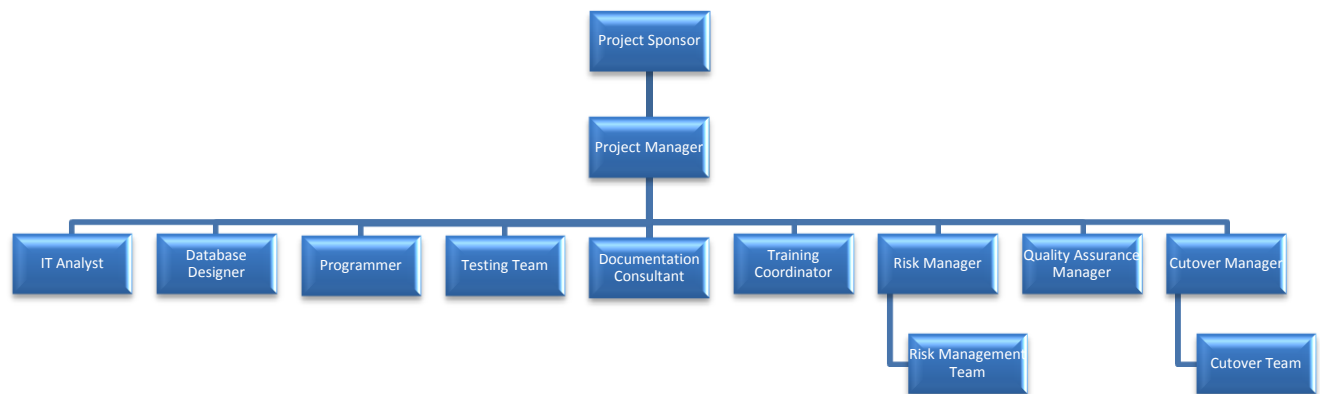 Project Sponsor
Project Manager
IT Analyst
Database
Designer
Programmer
Testing Team
Documentation
Consultant
Training
Coordinator
Risk Manager
Quality Assurance
Manager
Cutover Manager
Risk Management
Team
Cutover Team